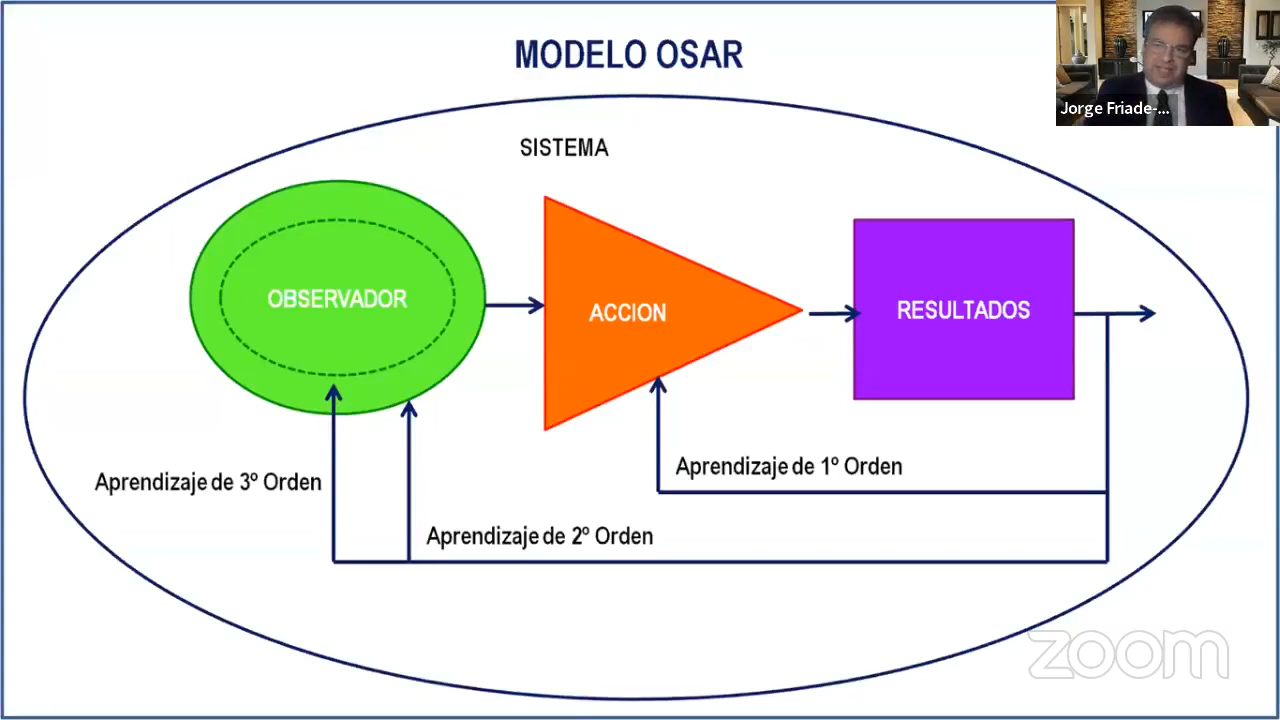 MODELO OSAR
Jorge Friade-...
SISTEMA
OBSERVADOR
ACCION
RESULTADOS
Aprendizaje de 1º Orden
Aprendizaje de 3º Orden
Aprendizaje de 2º Orden
zoom